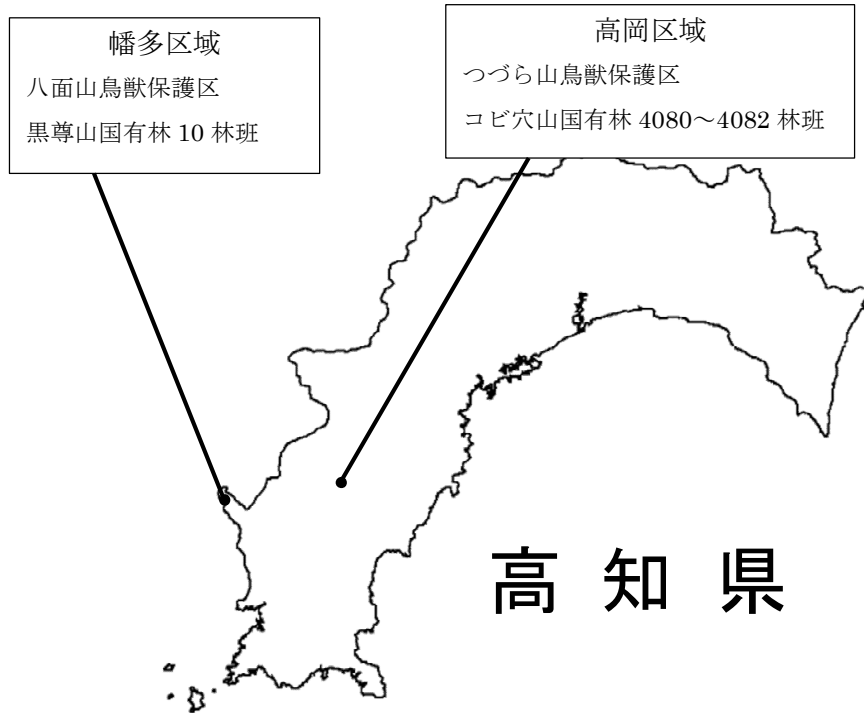 幡多区域
八面山鳥獣保護区
黒尊山国有林 10 林班
高岡区域
つづら山鳥獣保護区
コビ穴山国有林 4080～4082 林班
高知県